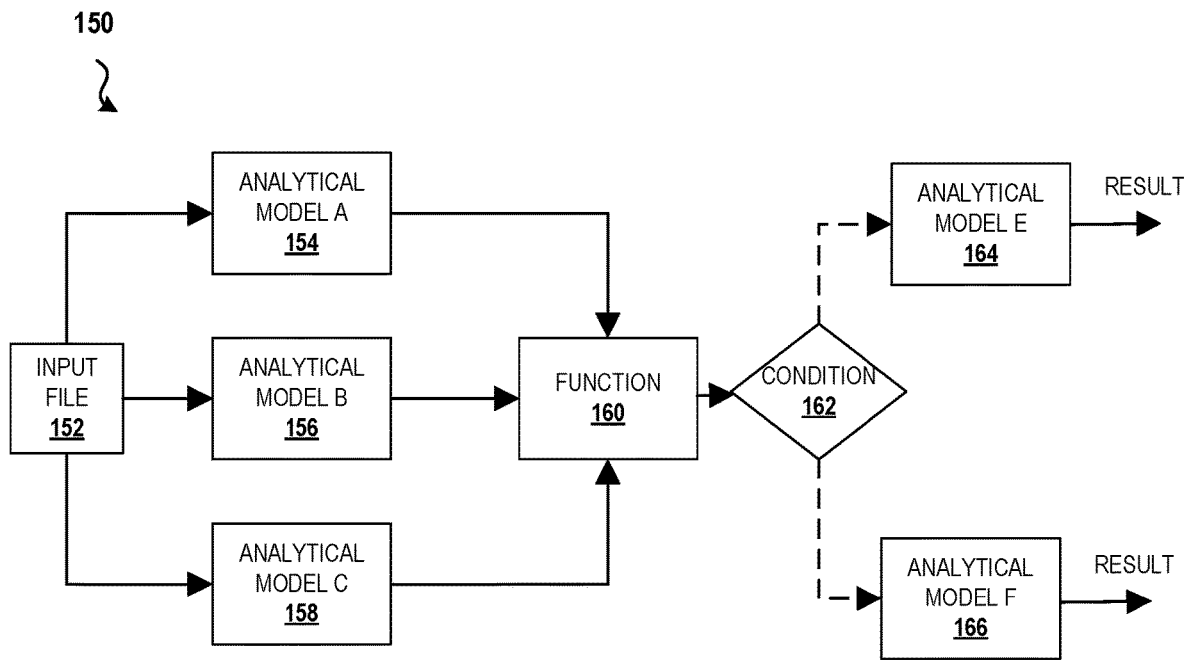 150
ANALYTICAL
MODEL A
154
ANALYTICAL
MODEL E
164
RESULT
INPUT
FILE
152
ANALYTICAL
MODEL B
156
FUNCTION
160
CONDITION
162
ANALYTICAL
MODEL C
158
ANALYTICAL
MODEL F
166
RESULT